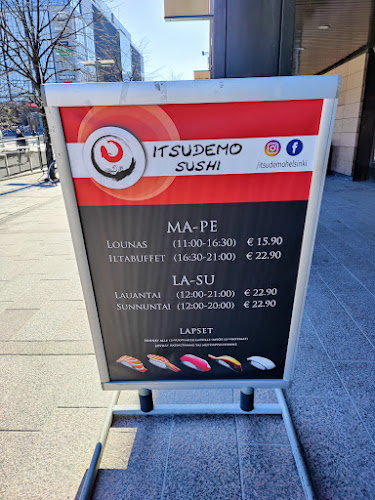 ITSUDEMO
SUSHI
/itsudemohelsinki
MA-PE
LOUNAS (11:00-16:30) € 15.90
ILTABUFFET (16:30-21:00) € 22.90
LA-SU
LAUANTAI (12:00-21:00) € 22.90
SUNNUNTAI (12:00-20:00) € 22.90
LAPSET